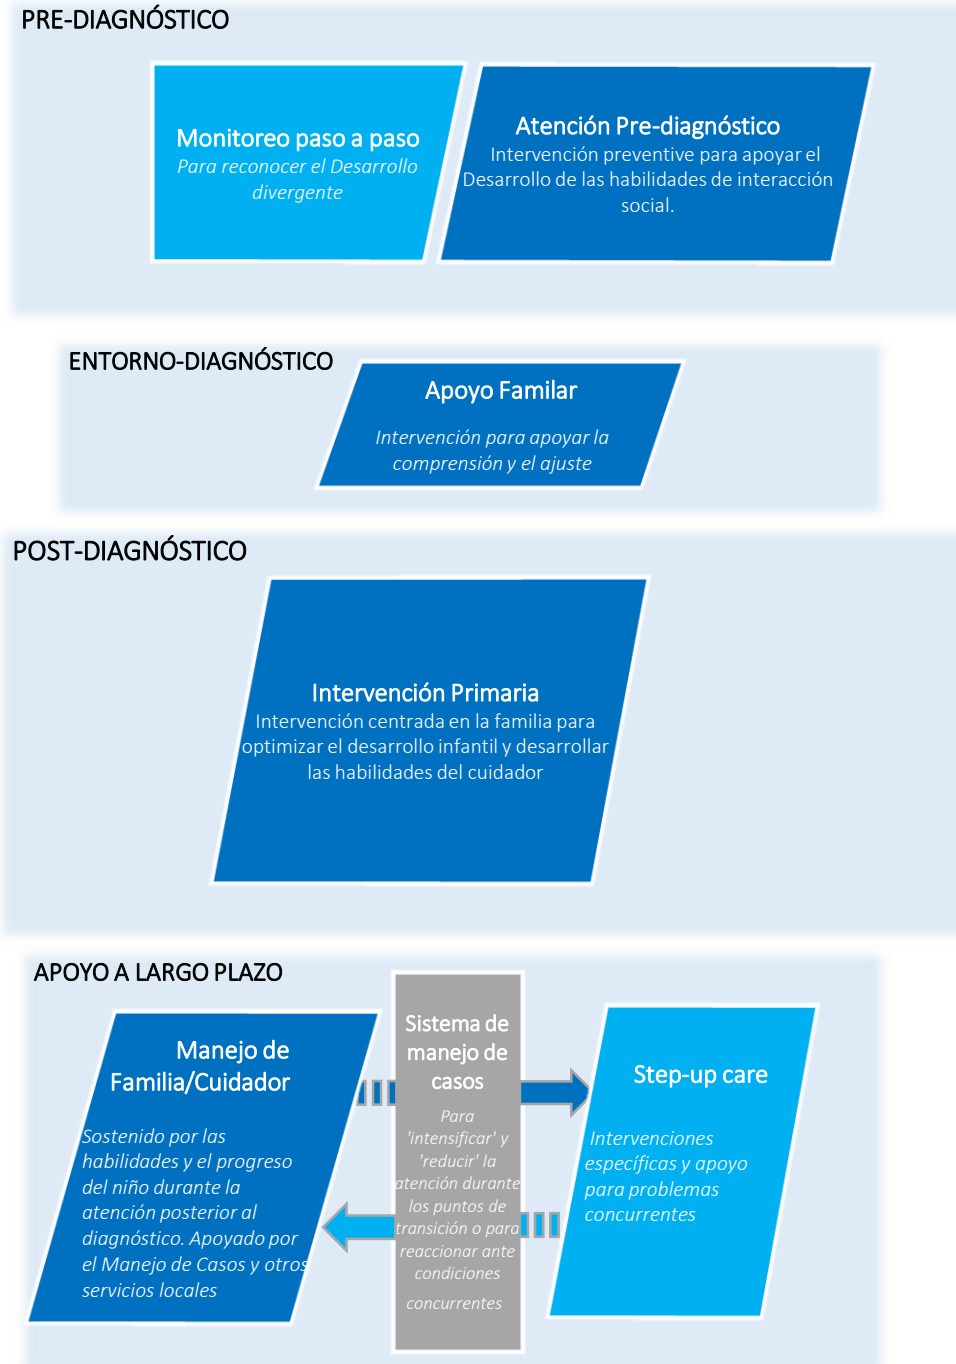 PRE-DIAGNÓSTICO
Monitoreo paso a paso
Para reconocer el Desarrollo
divergente
Atención Pre-diagnóstico
Intervención preventive para apoyar el
Desarrollo de las habilidades de interacción
social.
ENTORNO-DIAGNÓSTICO
Apoyo Familar
Intervención para apoyar la
comprensión y el ajuste
POST-DIAGNÓSTICO
Intervención Primaria
Intervención centrada en la familia para
optimizar el desarrollo infantil y desarrollar
las habilidades del cuidador
APOYO A LARGO PLAZO
Manejo de
Familia/Cuidador
Sostenido por las
habilidades y el progreso
del niño durante la
atención posterior al
diagnóstico. Apoyado por
el Manejo de Casos y otros
servicios locales
Sistema de
manejo de
casos
Para
'intensificar' y
'reducir' la
atención durante
los puntos de
transición o para
reaccionar ante
condiciones
concurrentes
Step-up care
Intervenciones
específicas y apoyo
para problemas
concurrentes